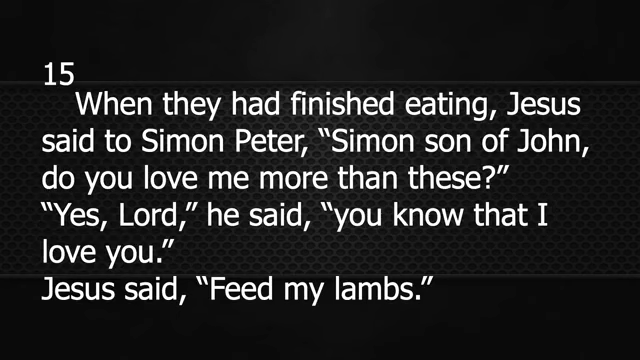 15
When they had finished eating, Jesus
said to Simon Peter, “Simon son of John,
do you love me more than these?”
“Yes, Lord,” he said, “you know that I
love you.”
Jesus said, “Feed my lambs.”